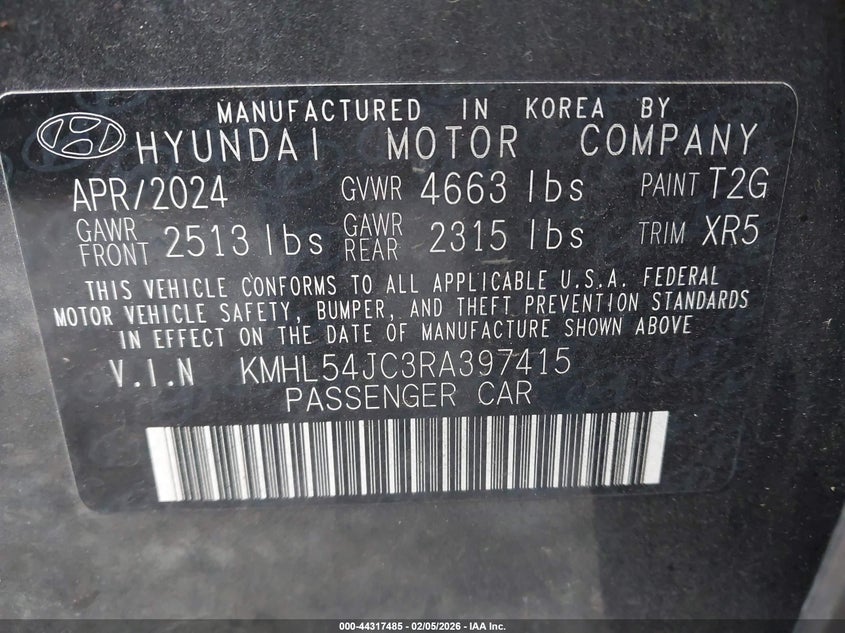 MANUFACTURED IN KOREA BY
HYUNDAI MOTOR COMPANY
APR/2024 GVWR 4663 lbs PAINT T2G
GAWR FRONT 2513 lbs GAWR REAR 2315 lbs TRIM XR5
THIS VEHICLE CONFORMS TO ALL APPLICABLE U.S.A. FEDERAL
MOTOR VEHICLE SAFETY, BUMPER, AND THEFT PREVENTION STANDARDS
IN EFFECT ON THE DATE OF MANUFACTURE SHOWN ABOVE
V.I.N KMHL54JC3RA397415
PASSENGER CAR
000-44317485 | 02/05/2026 | IAA Inc.